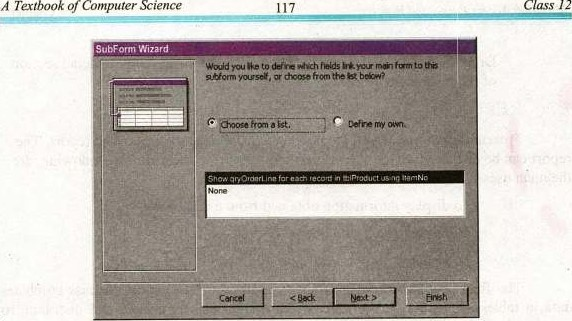 A Textbook of Computer Science 117 Class 12
SubForm Wizard
Would you like to define which fields link your main form to this
subform yourself, or choose from the list below?
Choose from a list. Define my own.
Show qryOrderLine for each record in tblProduct using ItemNo
None
Cancel < Back Next > Finish